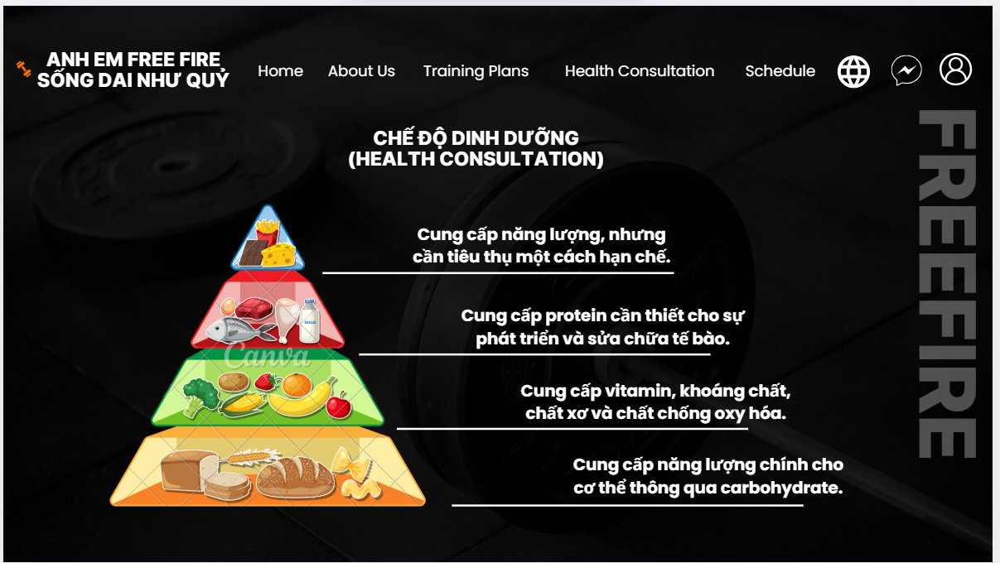 ANH EM FREE FIRE,
SỐNG DAI NHƯ QUỶ
Home
About Us
Training Plans
Health Consultation
Schedule
CHẾ ĐỘ DINH DƯỠNG
(HEALTH CONSULTATION)
FREEFIRE
Cung cấp năng lượng, nhưng
cần tiêu thụ một cách hạn chế.
Cung cấp protein cần thiết cho sự
phát triển và sửa chữa tế bào.
MILK
Canva
Cung cấp vitamin, khoáng chất,
chất xơ và chất chống oxy hóa.
Cung cấp năng lượng chính cho
cơ thể thông qua carbohydrate.